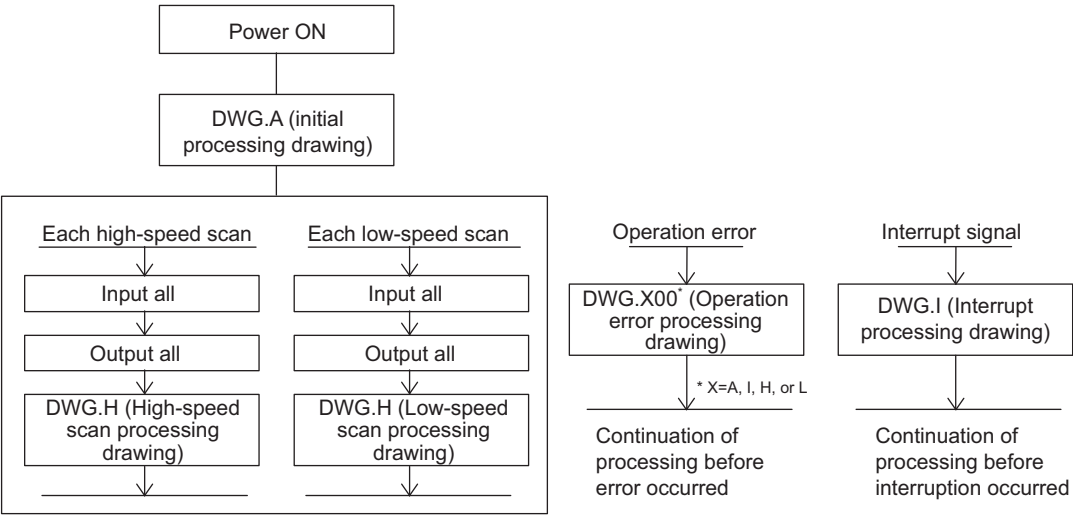 Power ON
DWG.A (initial
processing drawing)
Each high-speed scan
Input all
Output all
DWG.H (High-speed
scan processing
drawing)
Each low-speed scan
Input all
Output all
DWG.H (Low-speed
scan processing
drawing)
Operation error
DWG.X00* (Operation
error processing
drawing)
* X=A, I, H, or L
Continuation of
processing before
error occurred
Interrupt signal
DWG.I (Interrupt
processing drawing)
Continuation of
processing before
interruption occurred